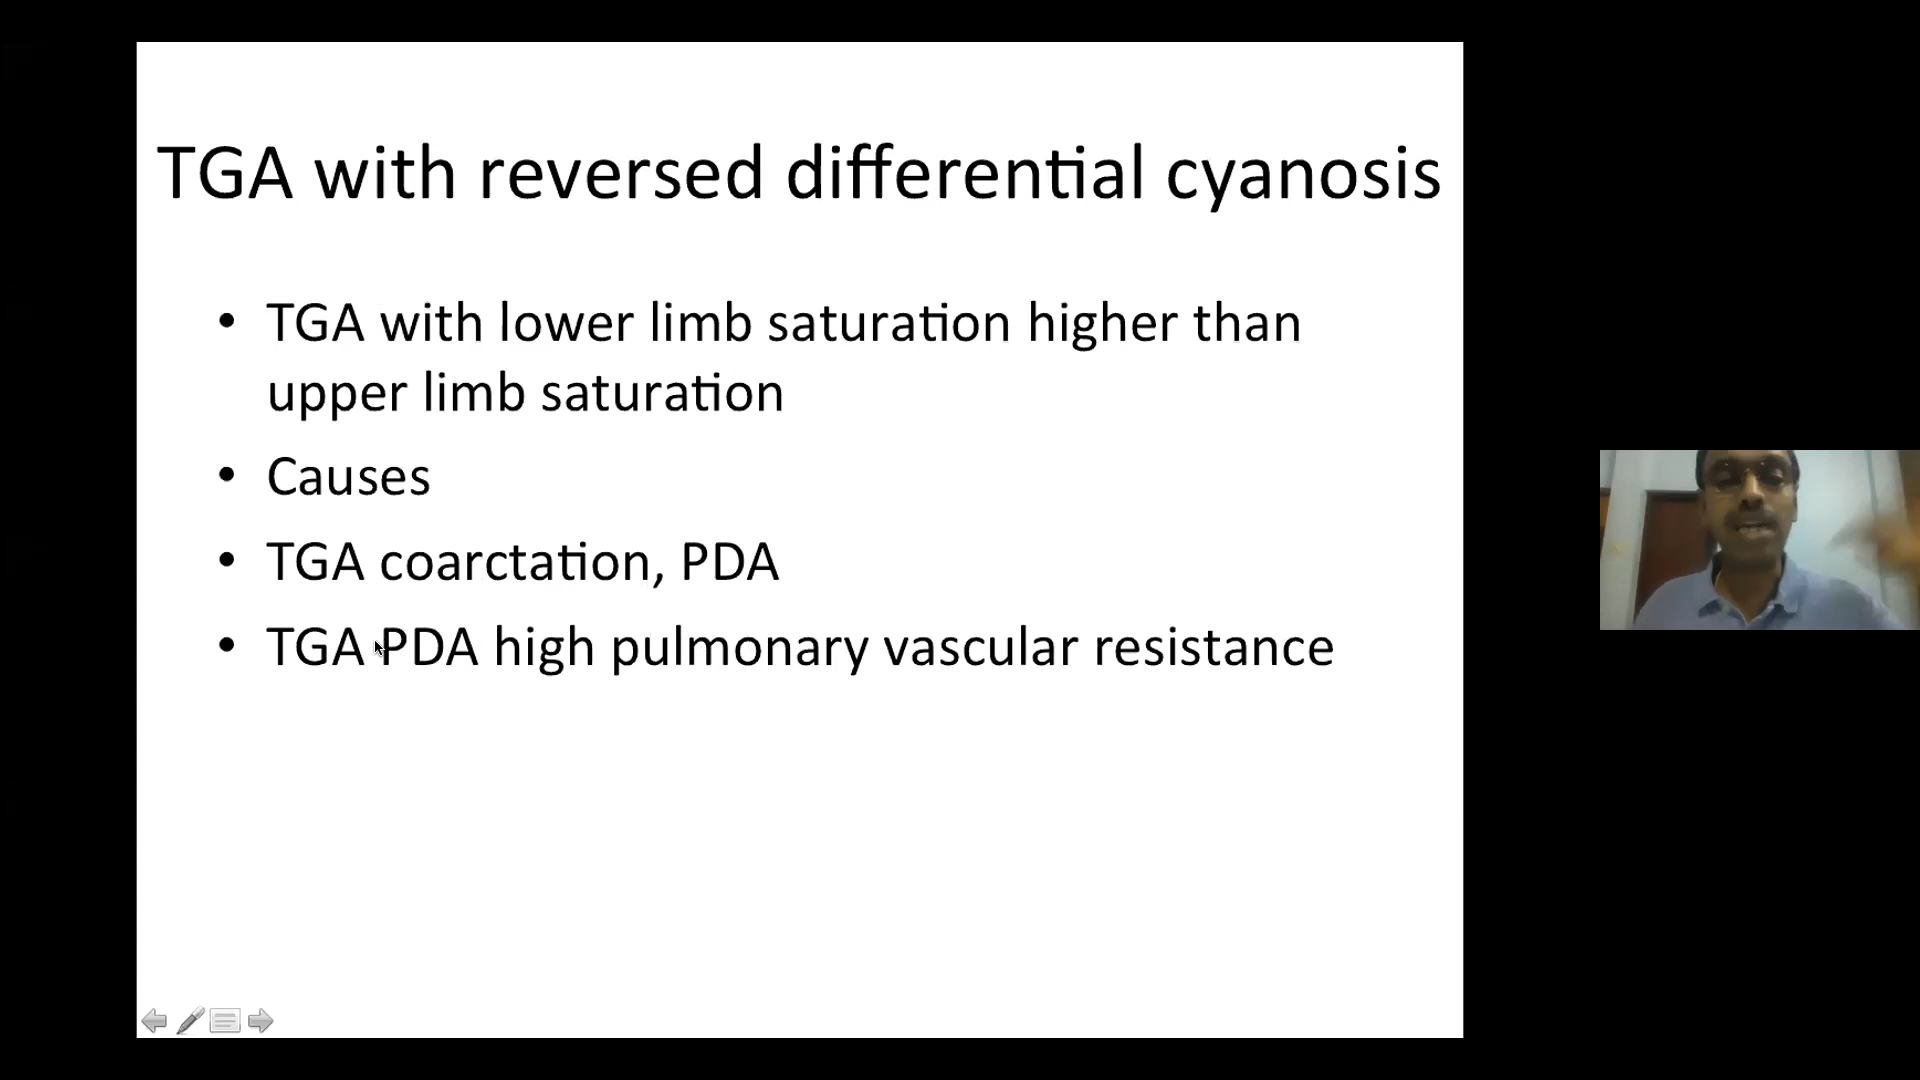 TGA with reversed differential cyanosis
• TGA with lower limb saturation higher than
upper limb saturation
• Causes
• TGA coarctation, PDA
• TGA PDA high pulmonary vascular resistance